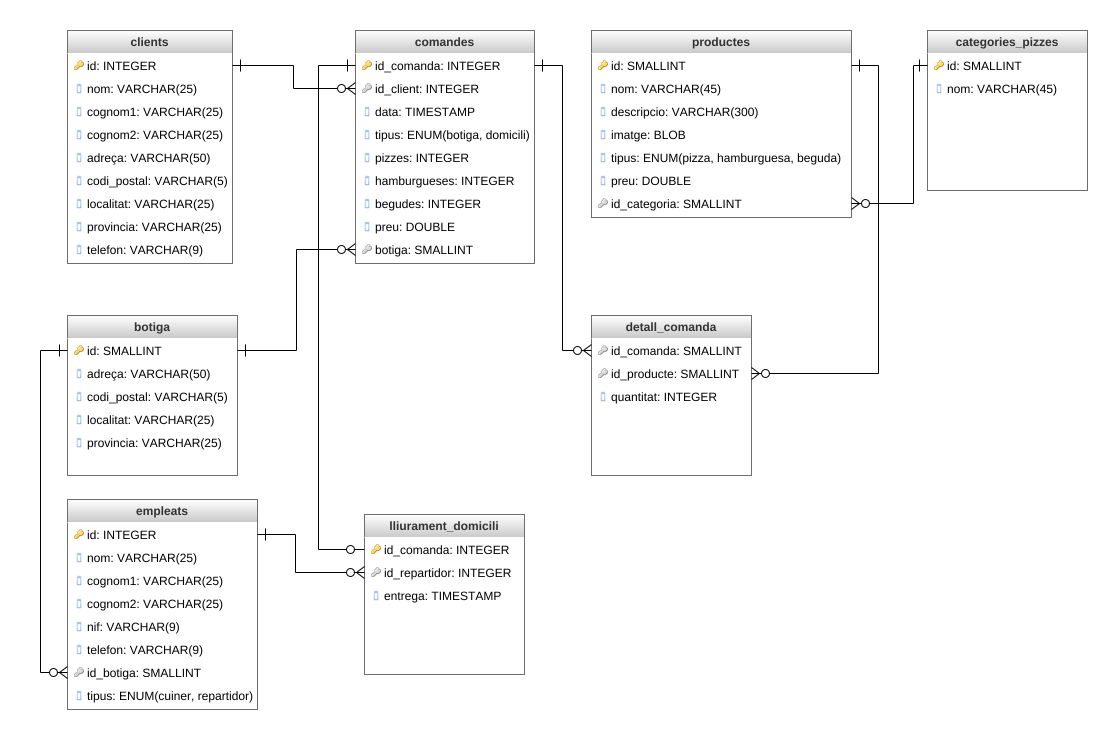 clients
id: INTEGER
nom: VARCHAR(25)
cognom1: VARCHAR(25)
cognom2: VARCHAR(25)
adreça: VARCHAR(50)
codi_postal: VARCHAR(5)
localitat: VARCHAR(25)
provincia: VARCHAR(25)
telefon: VARCHAR(9)
comandes
id_comanda: INTEGER
id_client: INTEGER
data: TIMESTAMP
tipus: ENUM(botiga, domicili)
pizzes: INTEGER
hamburgueses: INTEGER
begudes: INTEGER
preu: DOUBLE
botiga: SMALLINT
productes
id: SMALLINT
nom: VARCHAR(45)
descripcio: VARCHAR(300)
imatge: BLOB
tipus: ENUM(pizza, hamburguesa, beguda)
preu: DOUBLE
id_categoria: SMALLINT
categories_pizzes
id: SMALLINT
nom: VARCHAR(45)
botiga
id: SMALLINT
adreça: VARCHAR(50)
codi_postal: VARCHAR(5)
localitat: VARCHAR(25)
provincia: VARCHAR(25)
detall_comanda
id_comanda: SMALLINT
id_producte: SMALLINT
quantitat: INTEGER
empleats
id: INTEGER
nom: VARCHAR(25)
cognom1: VARCHAR(25)
cognom2: VARCHAR(25)
nif: VARCHAR(9)
telefon: VARCHAR(9)
id_botiga: SMALLINT
tipus: ENUM(cuiner, repartidor)
lliurament_domicili
id_comanda: INTEGER
id_repartidor: INTEGER
entrega: TIMESTAMP